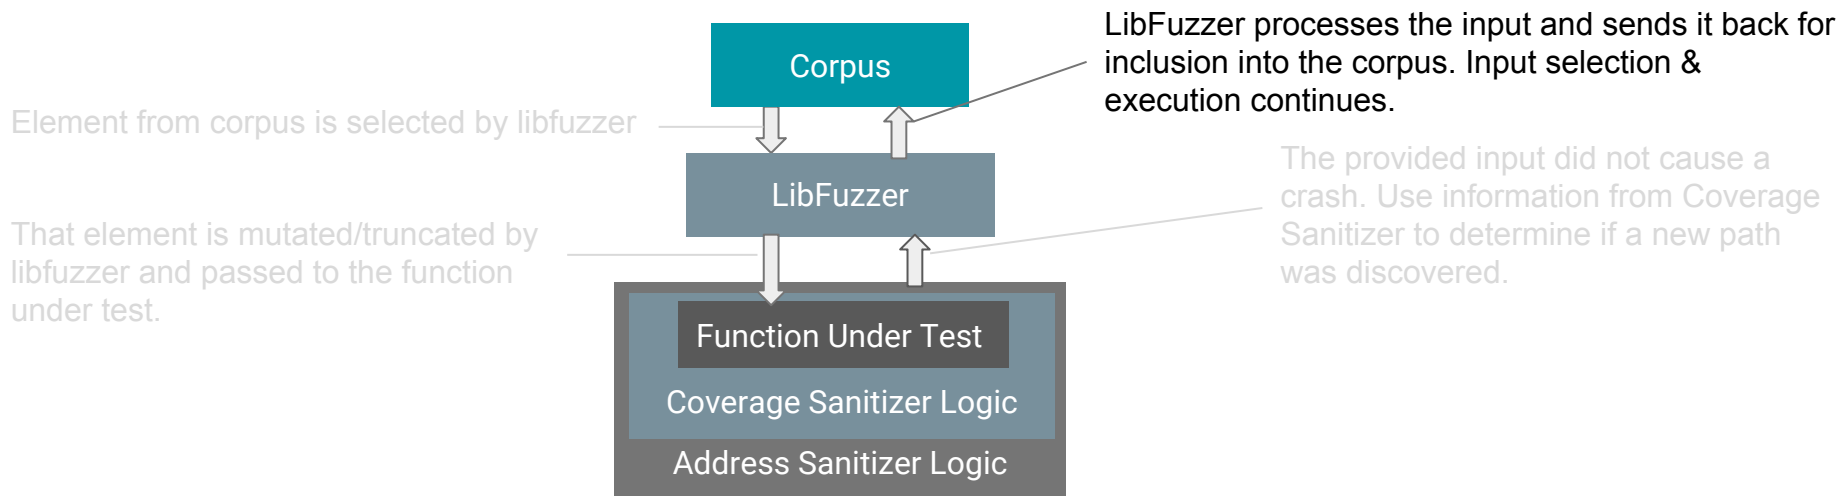 LibFuzzer processes the input and sends it back for
inclusion into the corpus. Input selection &
execution continues.
Corpus
Element from corpus is selected by libfuzzer
The provided input did not cause a
crash. Use information from Coverage
Sanitizer to determine if a new path
was discovered.
LibFuzzer
That element is mutated/truncated by
libfuzzer and passed to the function
under test.
Function Under Test
Coverage Sanitizer Logic
Address Sanitizer Logic